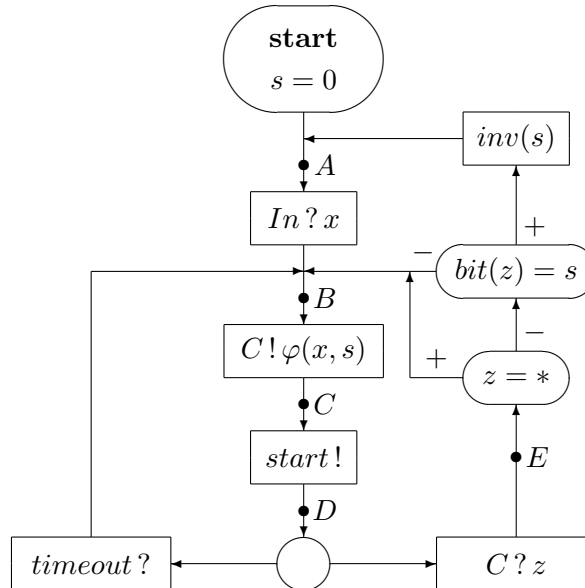 start
s = 0
inv(s)
A
In ? x
+
−
bit(z) = s
B
−
C ! φ(x, s)
+
z = ∗
C
start !
E
D
timeout ?
C ? z